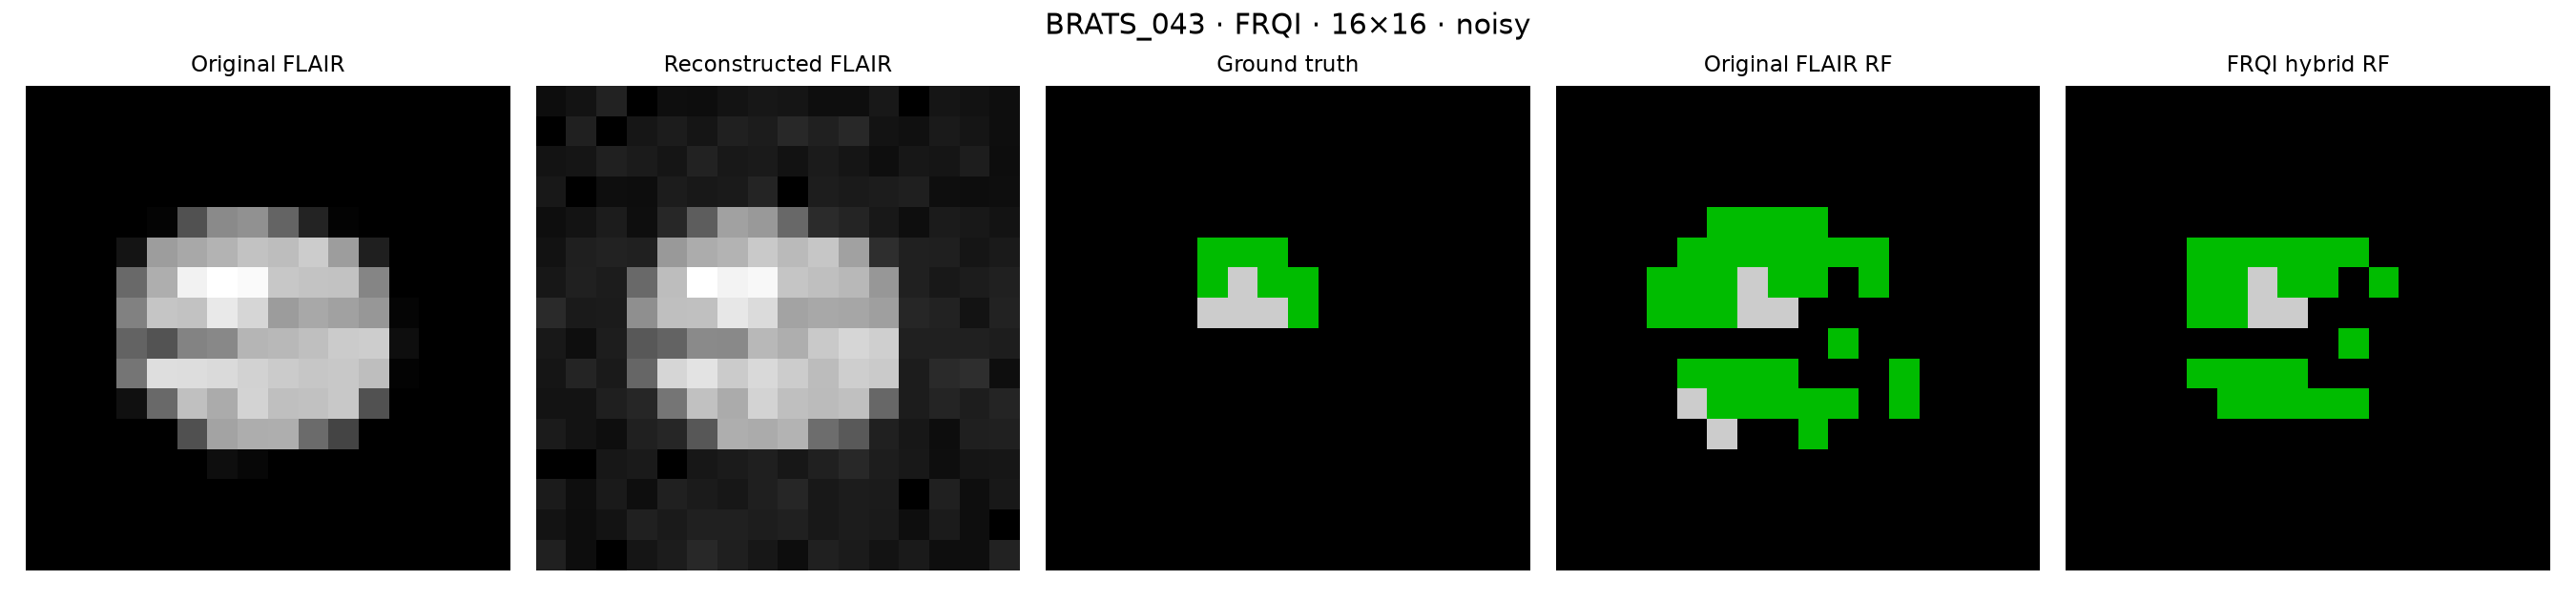 BRATS_043 · FRQI · 16×16 · noisy
Original FLAIR
Reconstructed FLAIR
Ground truth
Original FLAIR RF
FRQI hybrid RF